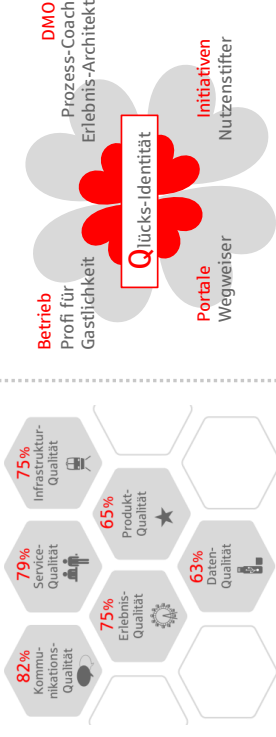 82%
Kommu-
nikations-
Qualität
79%
Service-
Qualität
75%
Infrastruktur-
Qualität
75%
Erlebnis-
Qualität
65%
Produkt-
Qualität
63%
Daten-
Qualität
Betrieb
Profi für
Gastlichkeit
DMO
Prozess-Coach
Erlebnis-Architekt
Qlücks-Identität
Portale
Wegweiser
Initiativen
Nutzenstifter